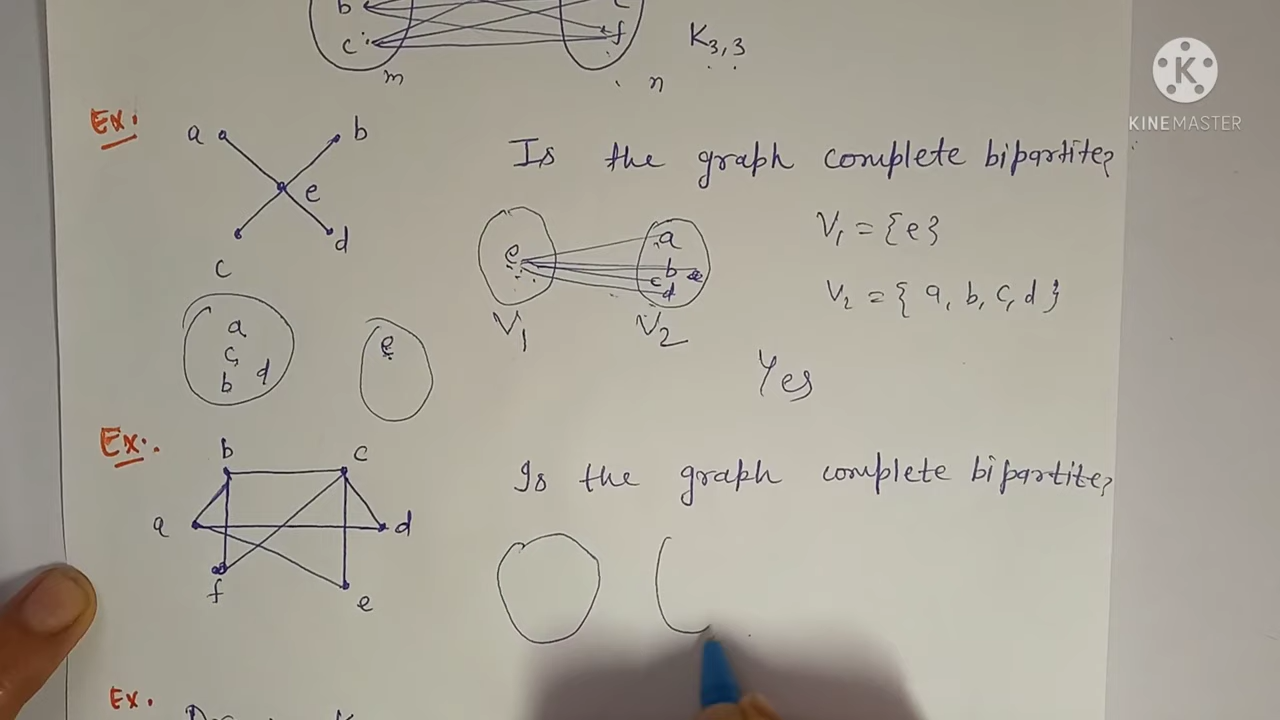 b
c
f
K3,3
m
n
KINEMASTER
Ex:
a
b
e
c
d
Is the graph complete bipartite?
e
a
b
c
d
V1
V2
V1 = {e}
V2 = { a, b, c, d }
Yes
a
c
b d
e
Ex:.
b
c
a
d
f
e
Is the graph complete bipartite?
Ex.